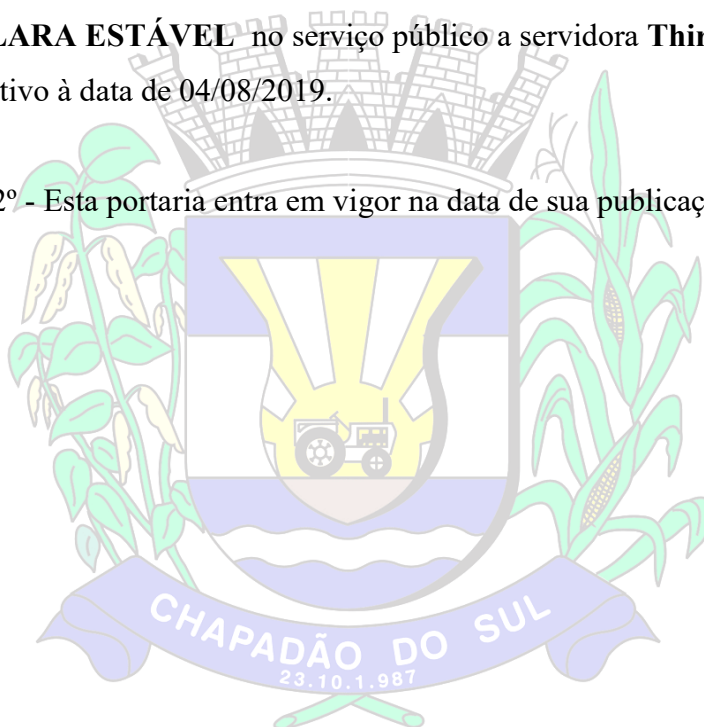 LARA ESTÁVEL no serviço público a servidora Thir
tivo à data de 04/08/2019.
2º - Esta portaria entra em vigor na data de sua publicaç
CHAPADÃO DO SUL
23.10.1.987